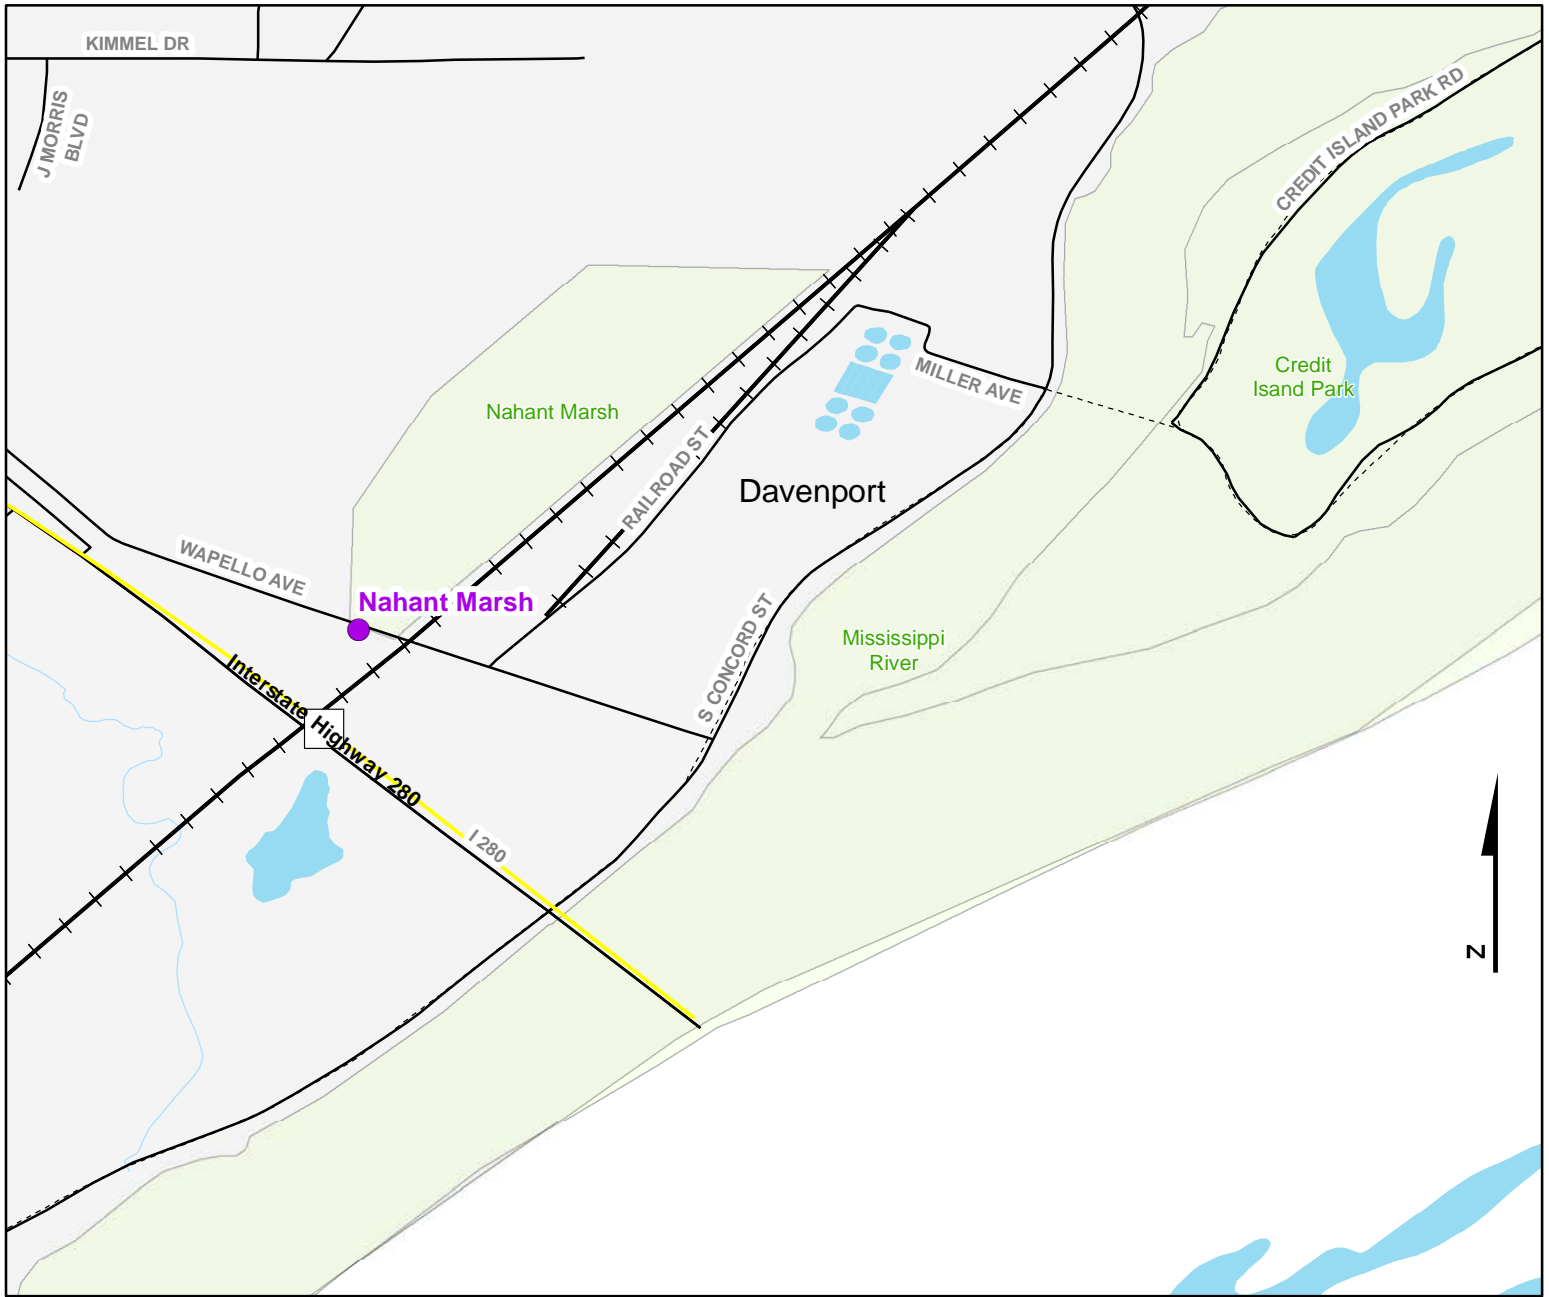 KIMMEL DR
J MORRIS
BLVD
CREDIT ISLAND PARK RD
Credit
Isand Park
MILLER AVE
Nahant Marsh
RAILROAD ST
Davenport
WAPELLO AVE
Nahant Marsh
S CONCORD ST
Mississippi
River
Interstate Highway 280
I 280
N